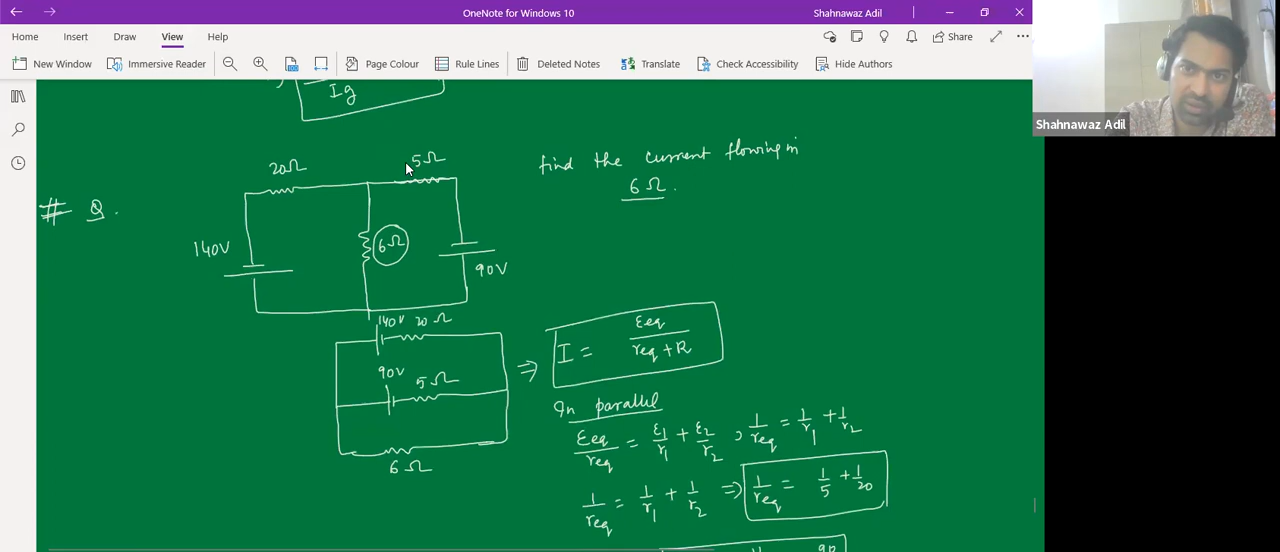 OneNote for Windows 10
Shahnawaz Adil
Home Insert Draw View Help
Share
New Window Immersive Reader Page Colour Rule Lines Deleted Notes Translate Check Accessibility Hide Authors
Ig
Shahnawaz Adil
# Q.
20Ω 5Ω
find the current flowing in
6Ω.
140V 6Ω 90V
140V 20Ω
90V 5Ω
6Ω
⇒ I = Eeq / req + R
In parallel
Eeq/req = E1/r1 + E2/r2 , 1/req = 1/r1 + 1/r2
1/req = 1/r1 + 1/r2 ⇒ 1/req = 1/5 + 1/20